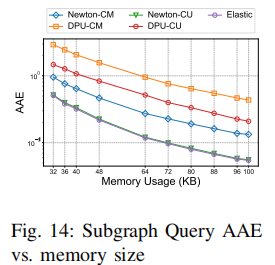 Newton-CM Newton-CU Elastic
DPU-CM DPU-CU
AAE
10⁰
10⁻¹
32 36 40 48 64 72 80 88 96 100
Memory Usage (KB)
Fig. 14: Subgraph Query AAE
vs. memory size